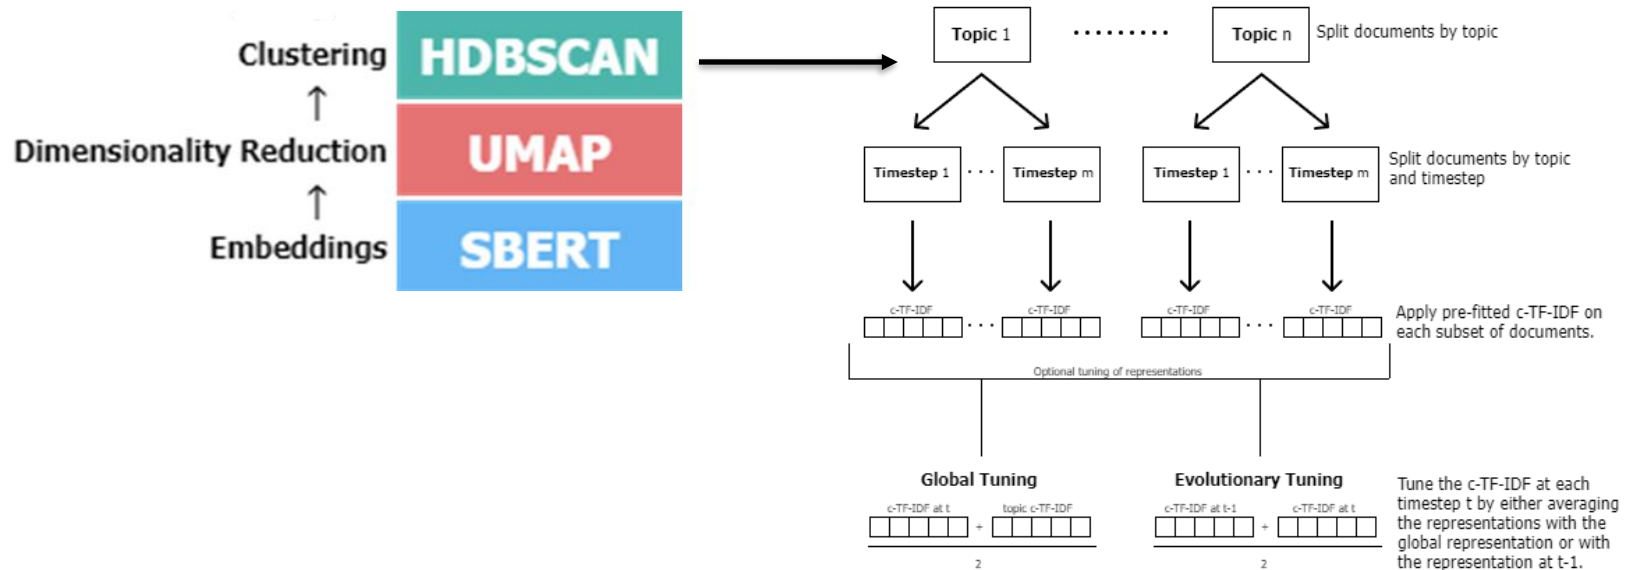 Clustering
HDBSCAN
Dimensionality Reduction
UMAP
Embeddings
SBERT
Topic 1
Topic n
Split documents by topic
Timestep 1
Timestep m
Timestep 1
Timestep m
Split documents by topic
and timestep
c-TF-IDF
c-TF-IDF
c-TF-IDF
c-TF-IDF
Apply pre-fitted c-TF-IDF on
each subset of documents.
Optional tuning of representations
Global Tuning
c-TF-IDF at t
+
topic c-TF-IDF
2
Evolutionary Tuning
c-TF-IDF at t-1
+
c-TF-IDF at t
2
Tune the c-TF-IDF at each
timestep t by either averaging
the representations with the
global representation or with
the representation at t-1.